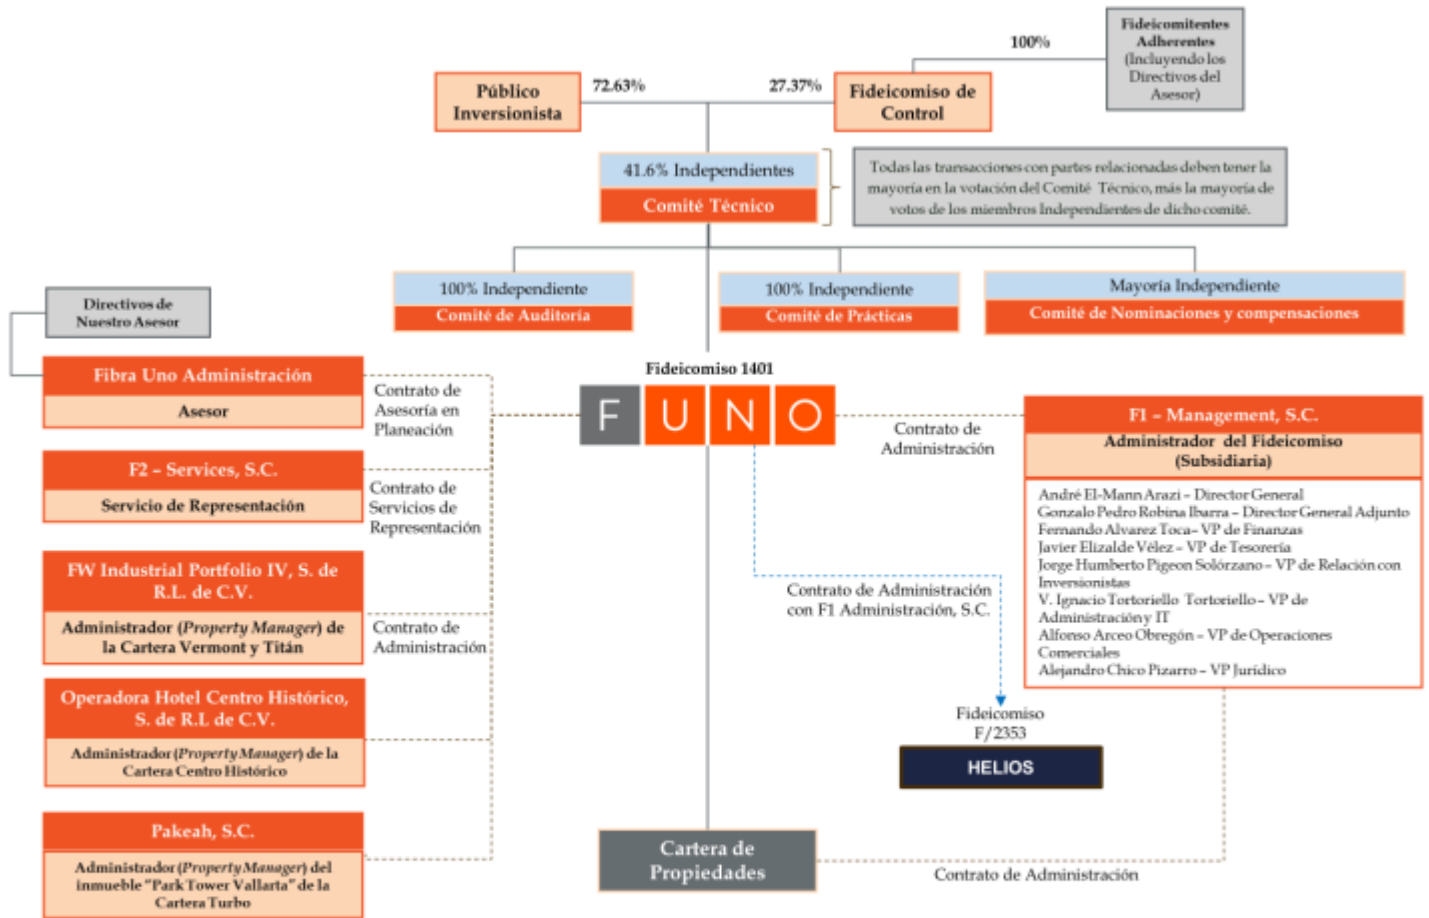 Fideicomitentes
Adherentes
(Incluyendo los
Directivos del
Asesor)
100%
Público
Inversionista
72.63%
27.37%
Fideicomiso de
Control
41.6% Independientes
Comité Técnico
Todas las transacciones con partes relacionadas deben tener la
mayoría en la votación del Comité Técnico, más la mayoría de
votos de los miembros Independientes de dicho comité.
100% Independiente
Comité de Auditoría
100% Independiente
Comité de Prácticas
Mayoría Independiente
Comité de Nominaciones y compensaciones
Directivos de
Nuestro Asesor
Fibra Uno Administración
Asesor
Contrato de
Asesoría en
Planeación
F2 – Services, S.C.
Servicio de Representación
Contrato de
Servicios de
Representación
FW Industrial Portfolio IV, S. de
R.L. de C.V.
Administrador (Property Manager) de
la Cartera Vermont y Titán
Contrato de
Administración
Operadora Hotel Centro Histórico,
S. de R.L de C.V.
Administrador (Property Manager) de la
Cartera Centro Histórico
Pakeah, S.C.
Administrador (Property Manager) del
inmueble “Park Tower Vallarta” de la
Cartera Turbo
Fideicomiso 1401
FUNO
Contrato de
Administración
F1 – Management, S.C.
Administrador del Fideicomiso
(Subsidiaria)
André El-Mann Arazi – Director General
Gonzalo Pedro Robina Ibarra – Director General Adjunto
Fernando Alvarez Toca– VP de Finanzas
Javier Elizalde Vélez – VP de Tesorería
Jorge Humberto Pigeon Solórzano – VP de Relación con
Inversionistas
V. Ignacio Tortoriello Tortoriello – VP de
Administración y IT
Alfonso Arceo Obregón – VP de Operaciones
Comerciales
Alejandro Chico Pizarro – VP Jurídico
Contrato de Administración
con F1 Administración, S.C.
Fideicomiso
F/2353
HELIOS
Cartera de
Propiedades
Contrato de Administración